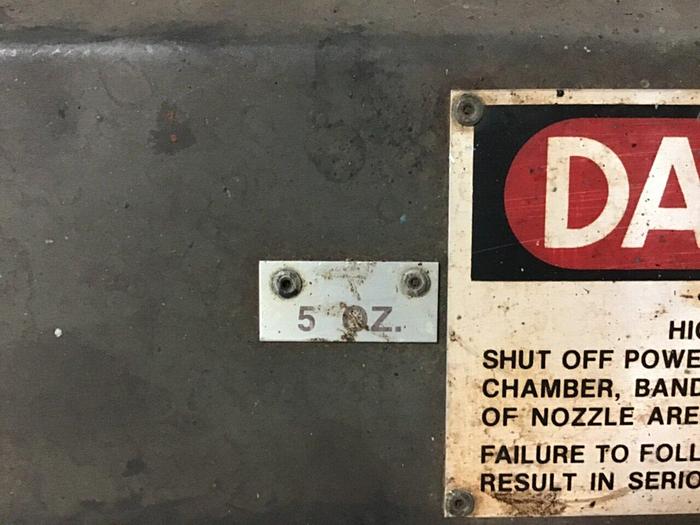 5 OZ.
DA
HIG
SHUT OFF POWE
CHAMBER, BAND
OF NOZZLE ARE
FAILURE TO FOLL
RESULT IN SERIO